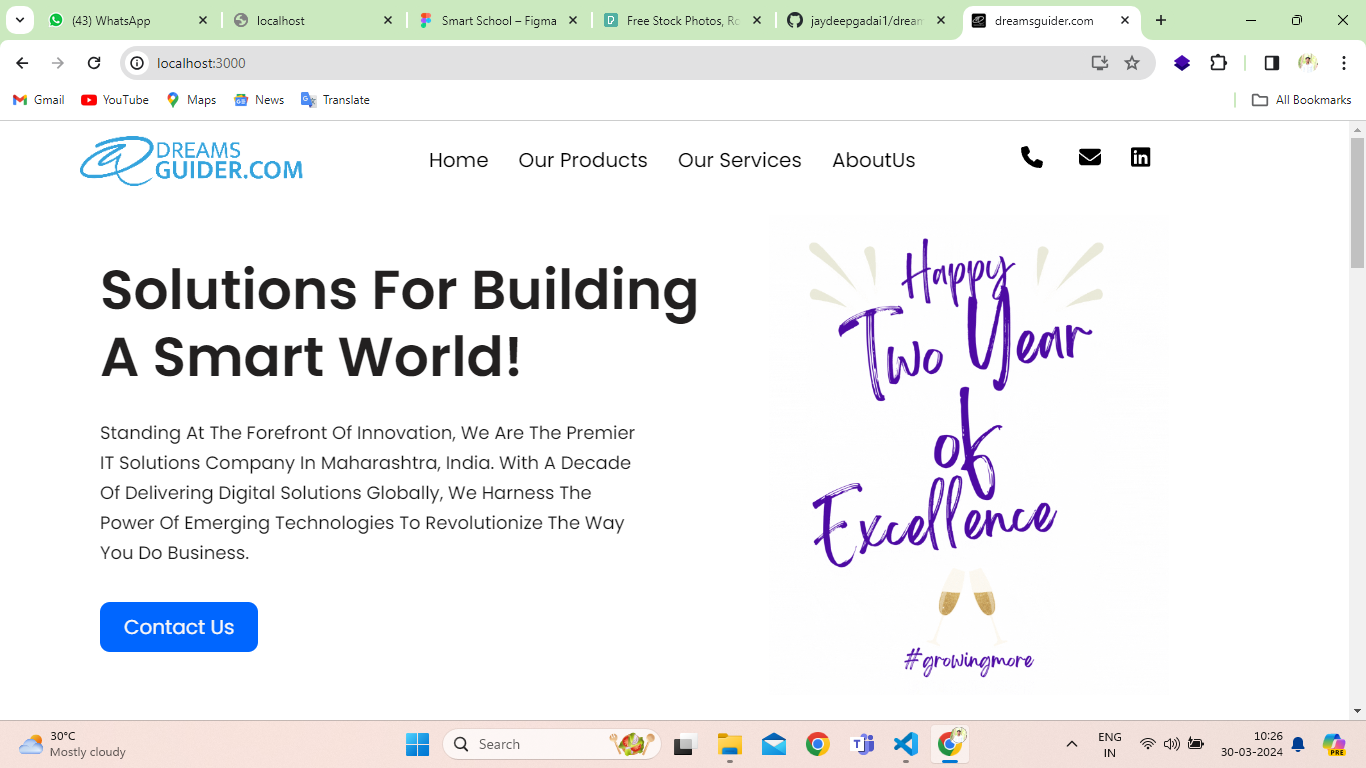 (43) WhatsApp
localhost
Smart School – Figma
Free Stock Photos, Ro
jaydeepgadai1/dream
dreamsguider.com
localhost:3000
Gmail
YouTube
Maps
News
Translate
All Bookmarks
DREAMS
GUIDER.COM
Home
Our Products
Our Services
AboutUs
Solutions For Building
A Smart World!
Standing At The Forefront Of Innovation, We Are The Premier
IT Solutions Company In Maharashtra, India. With A Decade
Of Delivering Digital Solutions Globally, We Harness The
Power Of Emerging Technologies To Revolutionize The Way
You Do Business.
Contact Us
Happy
Two Year
of
Excellence
#growingmore
30°C
Mostly cloudy
Search
ENG
IN
10:26
30-03-2024
PRE